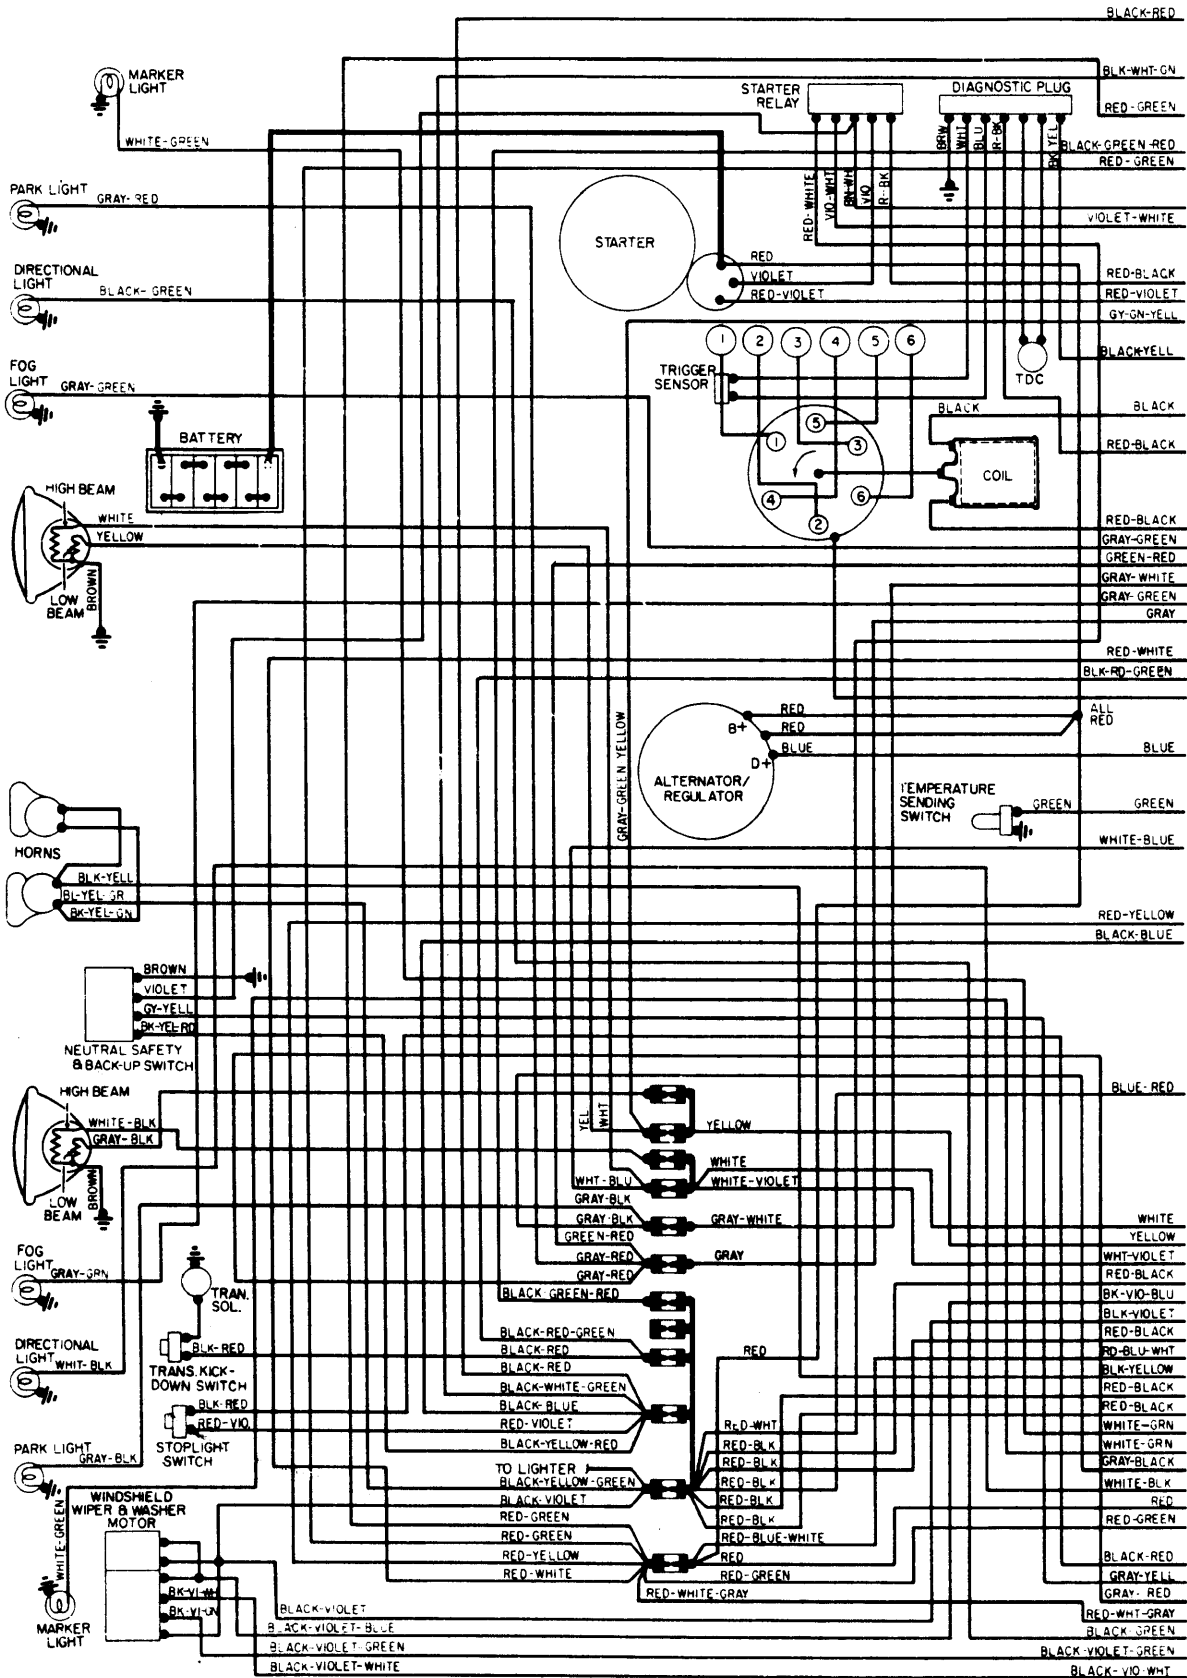 BLACK-RED
MARKER
LIGHT
BLK-WHT-GN
STARTER
RELAY
DIAGNOSTIC PLUG
RED-GREEN
WHITE-GREEN
BRW
WHT
BLU
R-BK
BK YEL
BLACK-GREEN-RED
RED-GREEN
PARK LIGHT
GRAY-RED
RED-WHITE
VIO-WHT
BN-WH
VIO
R-BK
VIOLET-WHITE
STARTER
RED
VIOLET
RED-VIOLET
DIRECTIONAL
LIGHT
BLACK-GREEN
RED-BLACK
RED-VIOLET
GY-GN-YELL
1
2
3
4
5
6
FOG
LIGHT
GRAY-GREEN
TRIGGER
SENSOR
TDC
BLACK-YELL
BLACK
BLACK
BATTERY
5
1
3
4
6
2
COIL
RED-BLACK
HIGH BEAM
WHITE
YELLOW
LOW
BEAM
BROWN
RED-BLACK
GRAY-GREEN
GREEN-RED
GRAY-WHITE
GRAY-GREEN
GRAY
RED-WHITE
BLK-RD-GREEN
RED
B+
RED
D+
BLUE
ALL
RED
BLUE
ALTERNATOR/
REGULATOR
GRAY-GREEN YELLOW
TEMPERATURE
SENDING
SWITCH
GREEN
GREEN
WHITE-BLUE
HORNS
BLK-YELL
BL-YEL-GR
BK-YEL-GN
RED-YELLOW
BLACK-BLUE
BROWN
VIOLET
GY-YELL
BK-YEL-RD
NEUTRAL SAFETY
& BACK-UP SWITCH
BLUE-RED
HIGH BEAM
WHITE-BLK
GRAY-BLK
LOW
BEAM
BROWN
YEL
WHT
YELLOW
WHITE
WHT-BLU
WHITE-VIOLET
GRAY-BLK
GRAY-BLK
GRAY-WHITE
GREEN-RED
GRAY-RED
GRAY
GRAY-RED
WHITE
YELLOW
WHT-VIOLET
RED-BLACK
BK-VIO-BLU
BLK-VIOLET
RED-BLACK
RD-BLU-WHT
BLK-YELLOW
RED-BLACK
RED-BLACK
WHITE-GRN
WHITE-GRN
GRAY-BLACK
WHITE-BLK
RED
RED-GREEN
FOG
LIGHT
GRAY-GRN
TRAN.
SOL.
BLACK GREEN-RED
BLACK-RED-GREEN
BLACK-RED
BLACK-RED
BLACK-WHITE-GREEN
BLACK-BLUE
RED-VIOLET
BLACK-YELLOW-RED
RED
DIRECTIONAL
LIGHT
WHIT-BLK
BLK-RED
TRANS. KICK-
DOWN SWITCH
BLK-RED
RED-VIO.
STOPLIGHT
SWITCH
PARK LIGHT
GRAY-BLK
TO LIGHTER
BLACK-YELLOW-GREEN
BLACK-VIOLET
RED-GREEN
RED-GREEN
RED-YELLOW
RED-WHITE
RED-WHT
RED-BLK
RED-BLK
RED-BLK
RED-BLK
RED-BLK
RED-BLUE-WHITE
RED
RED-GREEN
RED-WHITE-GRAY
WINDSHIELD
WIPER & WASHER
MOTOR
WHITE-GREEN
BK-VI-WH
BK-VI-GN
MARKER
LIGHT
BLACK-VIOLET
BLACK-VIOLET-BLUE
BLACK-VIOLET-GREEN
BLACK-VIOLET-WHITE
BLACK-RED
GRAY-YELL
GRAY-RED
RED-WHT-GRAY
BLACK-GREEN
BLACK-VIOLET-GREEN
BLACK-VIO-WHT